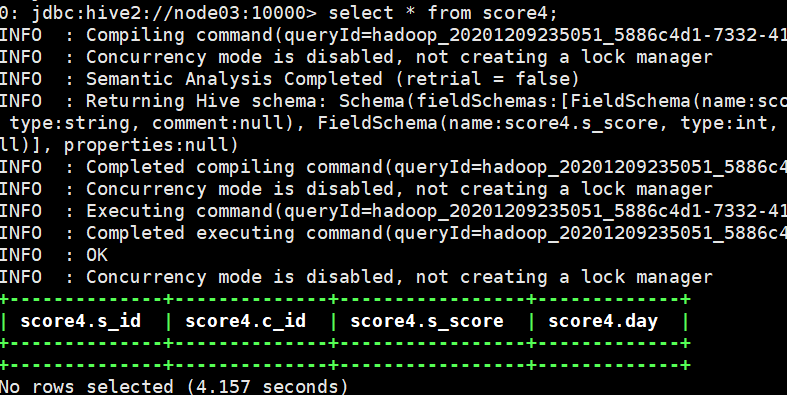 0: jdbc:hive2://node03:10000> select * from score4;
INFO  : Compiling command(queryId=hadoop_20201209235051_5886c4d1-7332-41
INFO  : Concurrency mode is disabled, not creating a lock manager
INFO  : Semantic Analysis Completed (retrial = false)
INFO  : Returning Hive schema: Schema(fieldSchemas:[FieldSchema(name:sco
 type:string, comment:null), FieldSchema(name:score4.s_score, type:int,
ll)], properties:null)
INFO  : Completed compiling command(queryId=hadoop_20201209235051_5886c4
INFO  : Concurrency mode is disabled, not creating a lock manager
INFO  : Executing command(queryId=hadoop_20201209235051_5886c4d1-7332-41
INFO  : Completed executing command(queryId=hadoop_20201209235051_5886c4
INFO  : OK
INFO  : Concurrency mode is disabled, not creating a lock manager
+--------------+--------------+-----------------+-------------+
| score4.s_id  | score4.c_id  | score4.s_score  | score4.day  |
+--------------+--------------+-----------------+-------------+
+--------------+--------------+-----------------+-------------+
No rows selected (4.157 seconds)